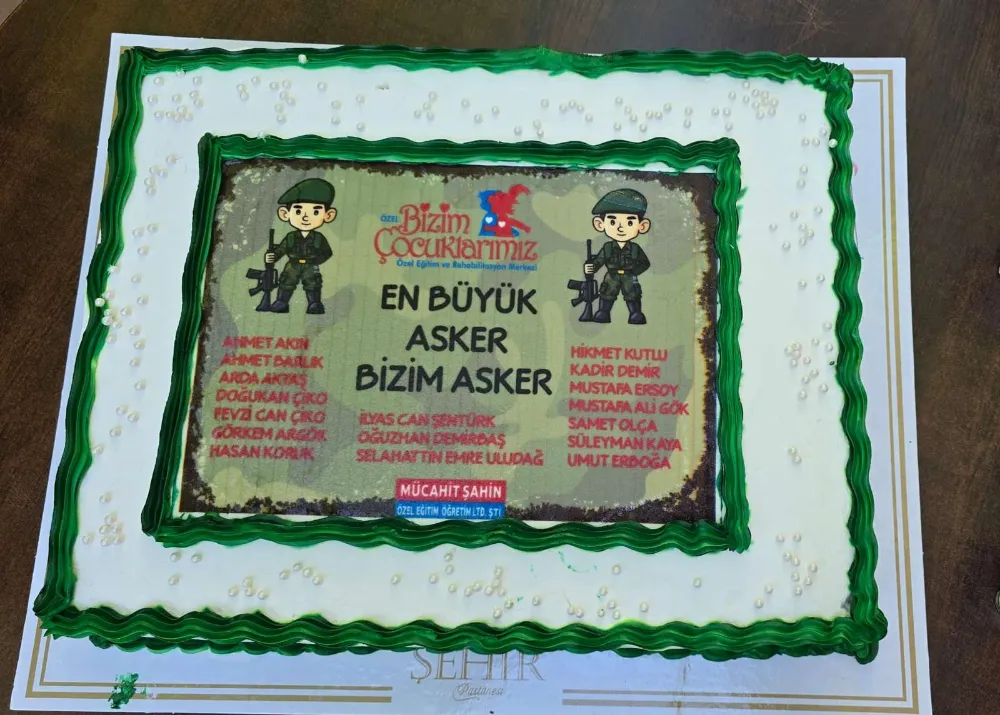 ÖZEL
Bizim
Çocuklarımız
Özel Eğitim ve Rehabilitasyon Merkezi
EN BÜYÜK
ASKER
BİZİM ASKER
AHMET AKIN
AHMET BARLIK
ARDA AKTAŞ
DOĞUKAN ÇİKO
FEVZİ CAN ÇİKO
GÖRKEM ARGÖK
HASAN KORUK
İLYAS CAN ŞENTÜRK
OĞUZHAN DEMİRBAŞ
SELAHATTİN EMRE ULUDAĞ
HİKMET KUTLU
KADİR DEMİR
MUSTAFA ERSOY
MUSTAFA ALİ GÖK
SAMET OLÇA
SÜLEYMAN KAYA
UMUT ERBOĞA
MÜCAHİT ŞAHİN
ÖZEL EĞİTİM ÖĞRETİM LTD. ŞTİ
ŞEHİR
Pastanesi